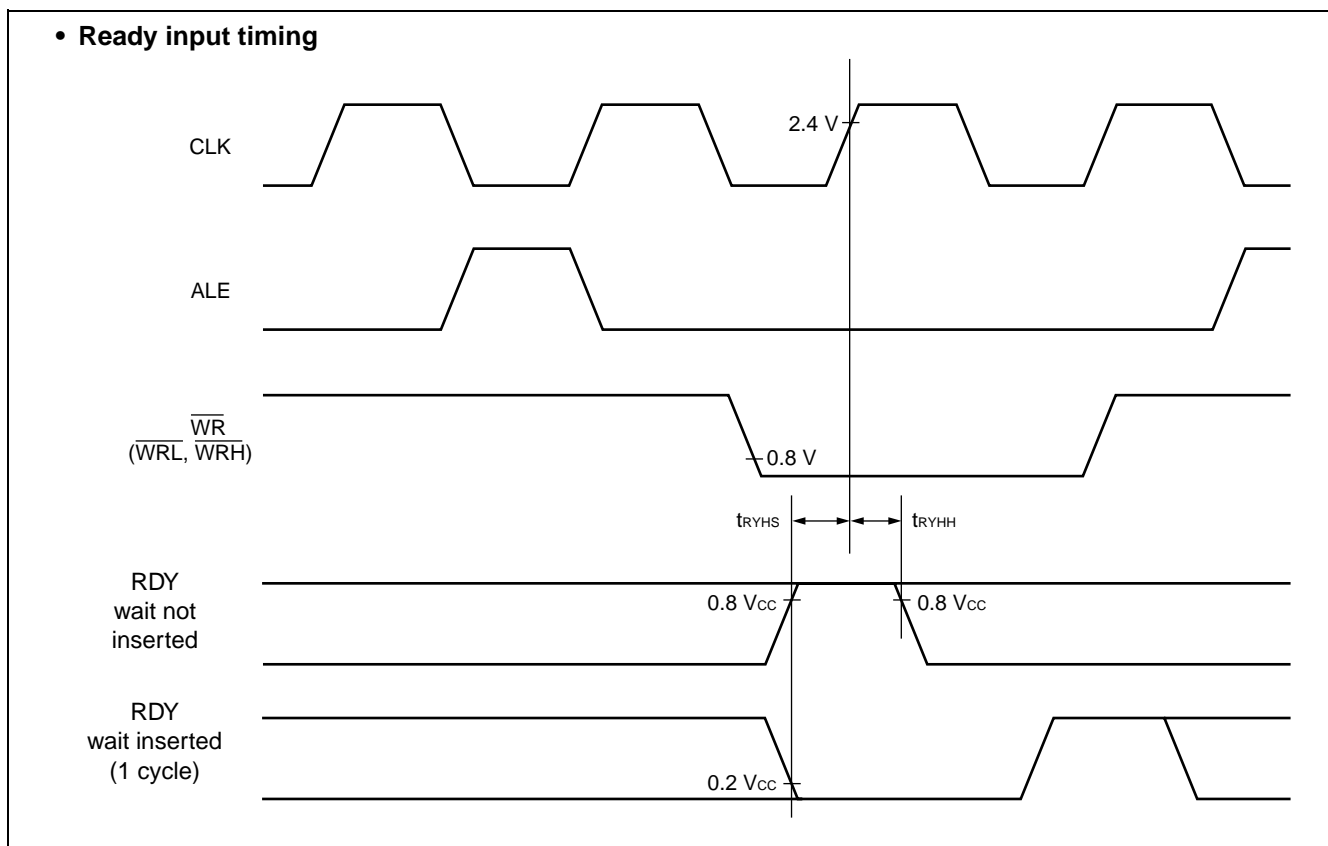 • Ready input timing
CLK
2.4 V
ALE
WR
(WRL, WRH)
0.8 V
tRYHS
tRYHH
RDY
wait not
inserted
0.8 VCC
0.8 VCC
RDY
wait inserted
(1 cycle)
0.2 VCC